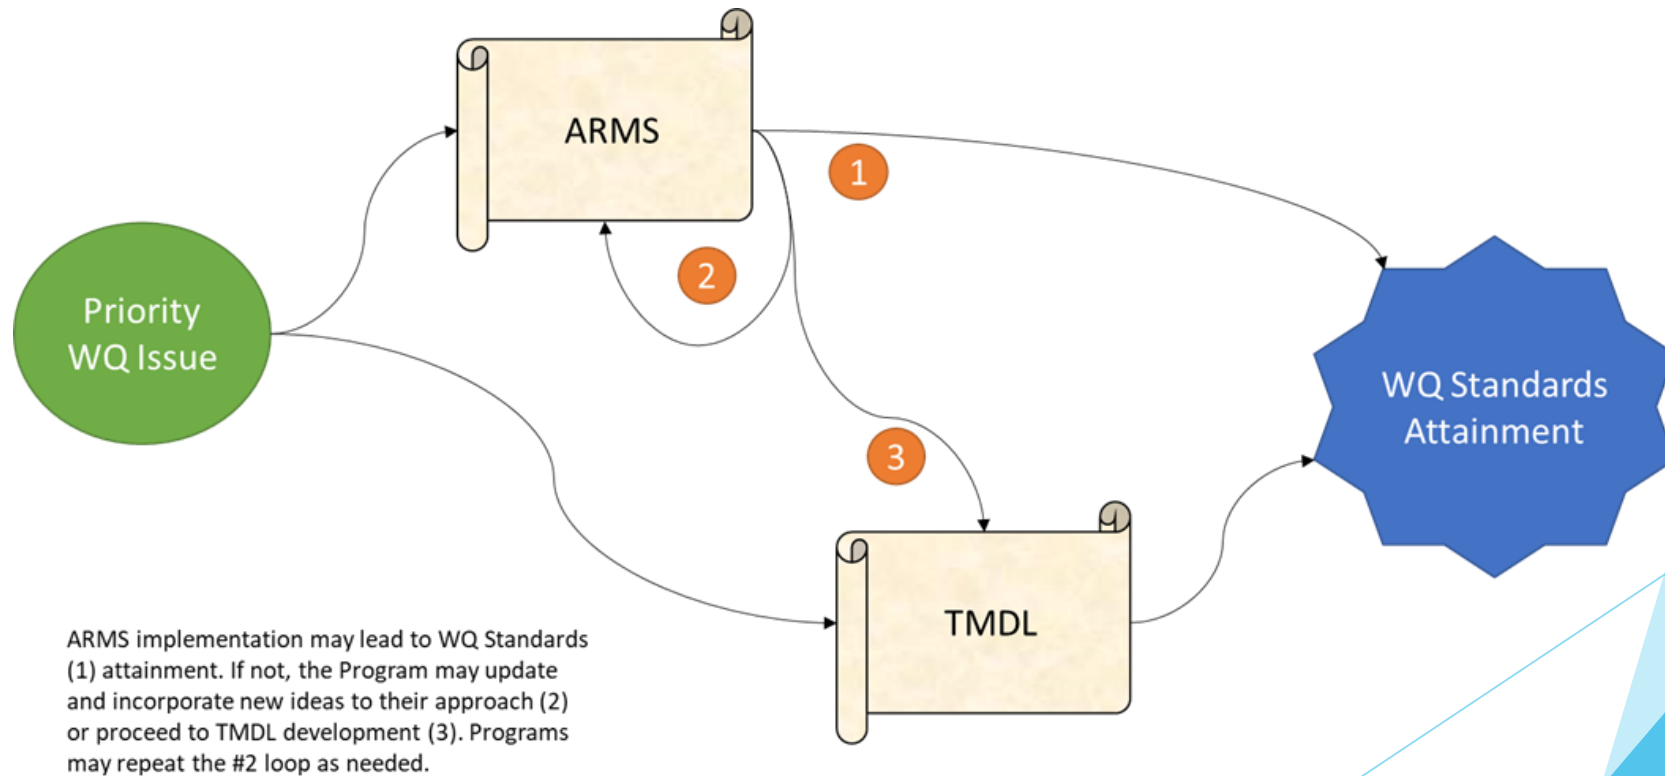 ARMS
1
2
Priority
WQ Issue
WQ Standards
Attainment
3
TMDL
ARMS implementation may lead to WQ Standards
(1) attainment. If not, the Program may update
and incorporate new ideas to their approach (2)
or proceed to TMDL development (3). Programs
may repeat the #2 loop as needed.